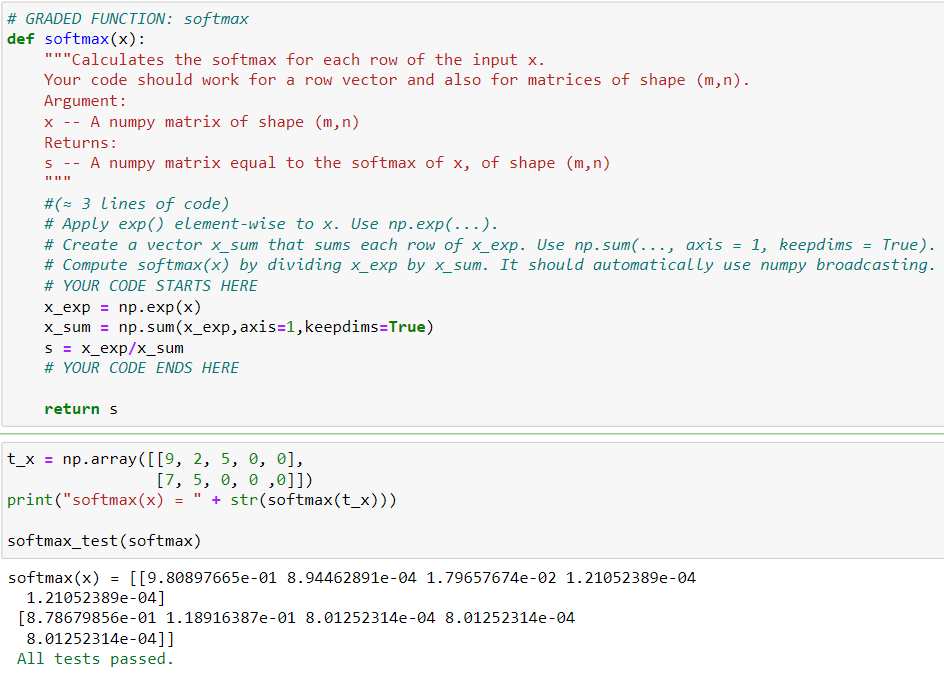 # GRADED FUNCTION: softmax
def softmax(x):
    """Calculates the softmax for each row of the input x.
    Your code should work for a row vector and also for matrices of shape (m,n).
    Argument:
    x -- A numpy matrix of shape (m,n)
    Returns:
    s -- A numpy matrix equal to the softmax of x, of shape (m,n)
    """
    #(≈ 3 lines of code)
    # Apply exp() element-wise to x. Use np.exp(...).
    # Create a vector x_sum that sums each row of x_exp. Use np.sum(..., axis = 1, keepdims = True).
    # Compute softmax(x) by dividing x_exp by x_sum. It should automatically use numpy broadcasting.
    # YOUR CODE STARTS HERE
    x_exp = np.exp(x)
    x_sum = np.sum(x_exp,axis=1,keepdims=True)
    s = x_exp/x_sum
    # YOUR CODE ENDS HERE
    return s
t_x = np.array([[9, 2, 5, 0, 0],
                [7, 5, 0, 0 ,0]])
print("softmax(x) = " + str(softmax(t_x)))
softmax_test(softmax)
softmax(x) = [[9.80897665e-01 8.94462891e-04 1.79657674e-02 1.21052389e-04
  1.21052389e-04]
 [8.78679856e-01 1.18916387e-01 8.01252314e-04 8.01252314e-04
  8.01252314e-04]]
 All tests passed.